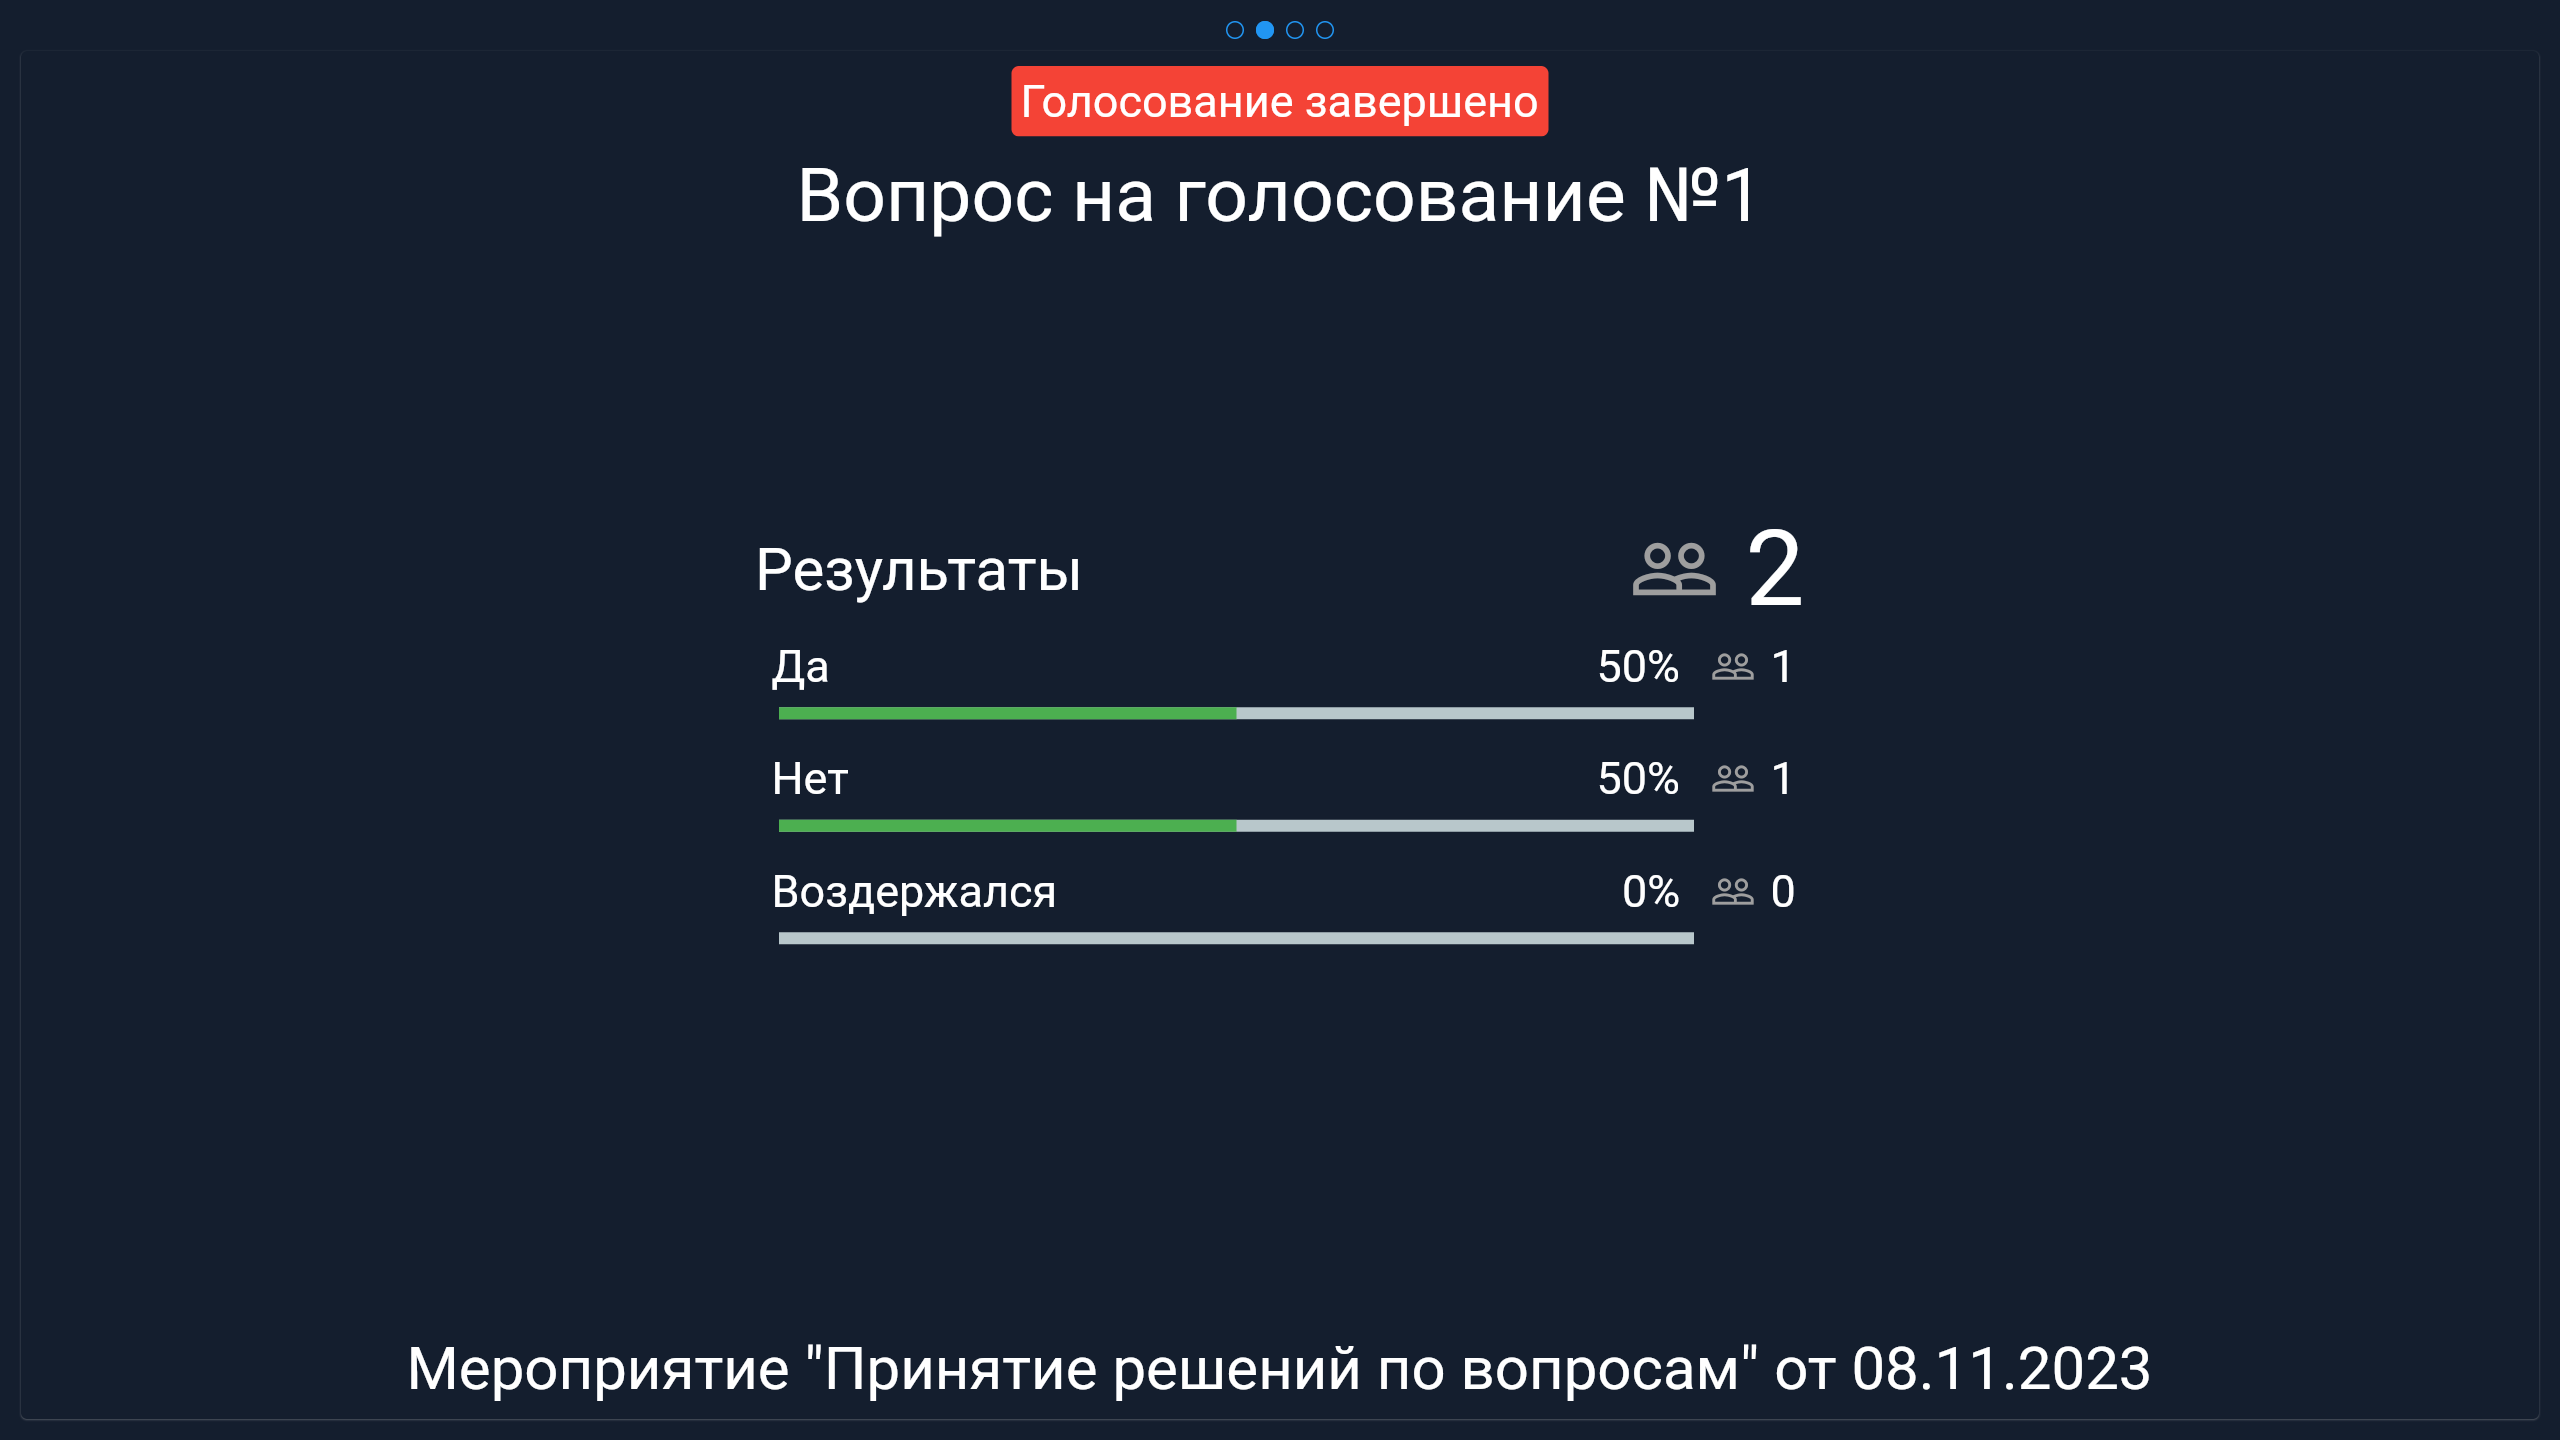 Голосование завершено
Вопрос на голосование №1
Результаты 2
Да 50% 1
Нет 50% 1
Воздержался 0% 0
Мероприятие "Принятие решений по вопросам" от 08.11.2023